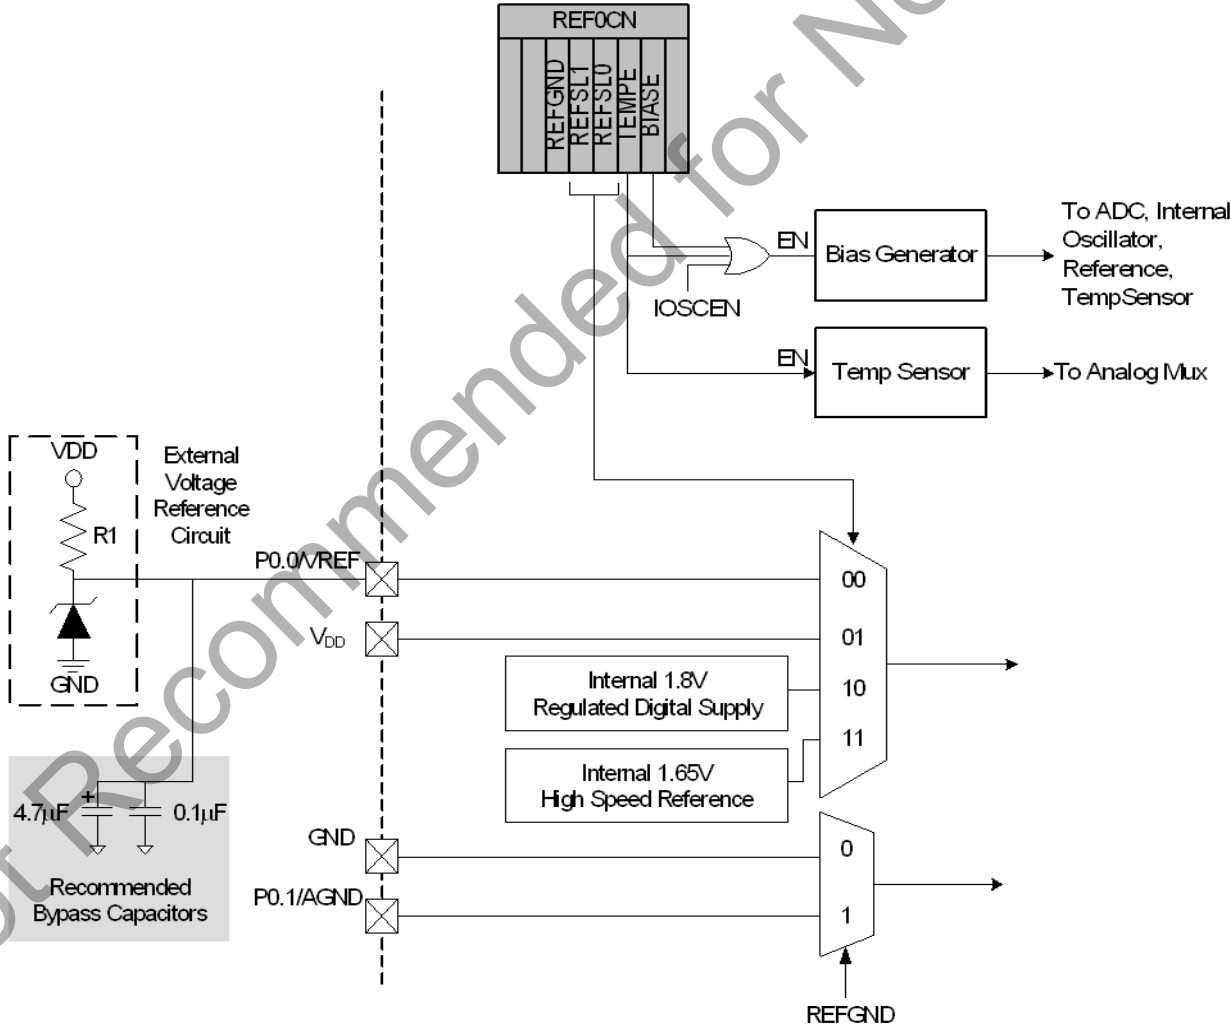 REF0CN
REFGND
REFSL1
REFSL0
TEMPE
BIASE
EN
Bias Generator
To ADC, Internal
Oscillator,
Reference,
TempSensor
IOSCEN
EN
Temp Sensor
To Analog Mux
VDD
R1
GND
External
Voltage
Reference
Circuit
P0.0/VREF
00
VDD
01
Internal 1.8V
Regulated Digital Supply
10
11
Internal 1.65V
High Speed Reference
4.7µF
+
0.1µF
Recommended
Bypass Capacitors
GND
0
P0.1/AGND
1
REFGND
Recommended for